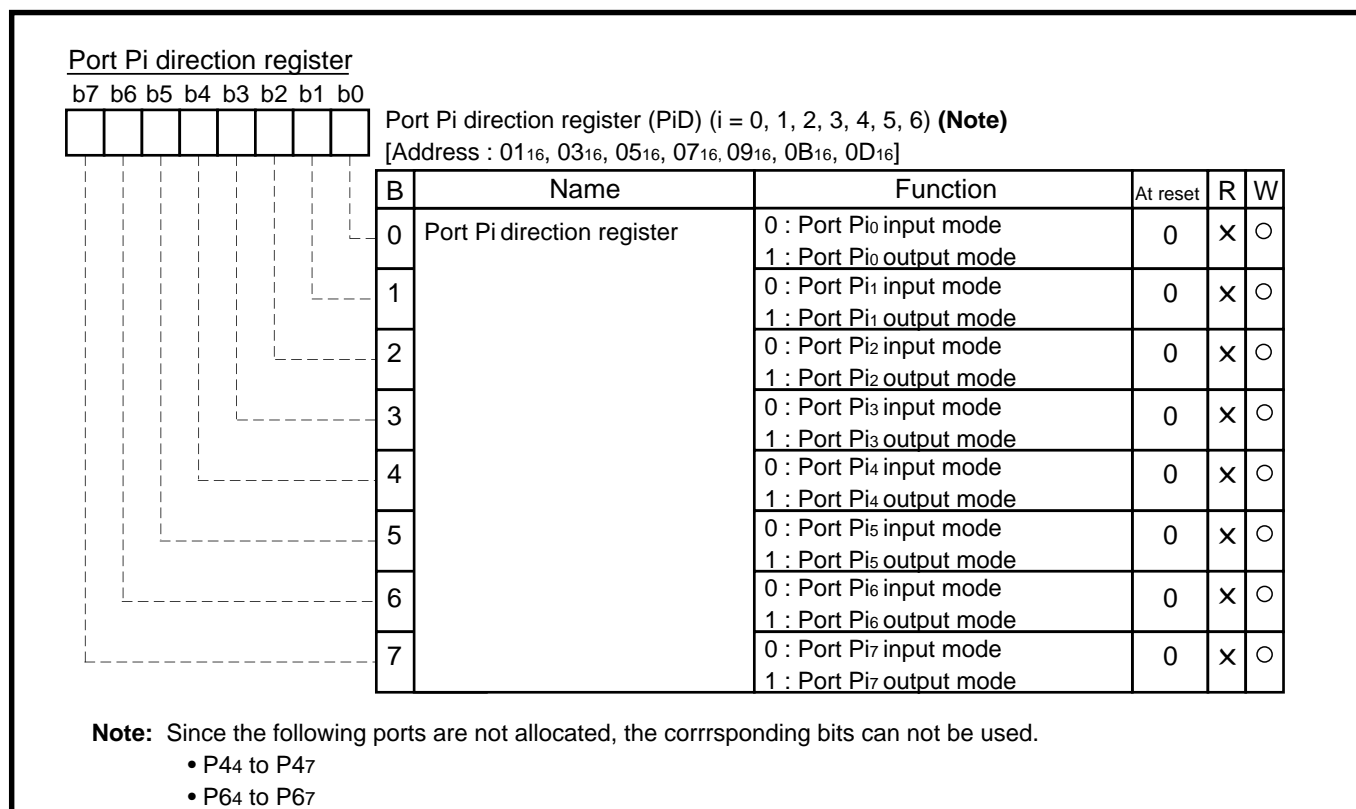 Port Pi direction register
b7 b6 b5 b4 b3 b2 b1 b0
Port Pi direction register (PiD) (i = 0, 1, 2, 3, 4, 5, 6) (Note)
[Address : 0116, 0316, 0516, 0716, 0916, 0B16, 0D16]
B Name Function At reset R W
0 Port Pi direction register 0 : Port Pi0 input mode 0 × ○
1 : Port Pi0 output mode
1 0 : Port Pi1 input mode 0 × ○
1 : Port Pi1 output mode
2 0 : Port Pi2 input mode 0 × ○
1 : Port Pi2 output mode
3 0 : Port Pi3 input mode 0 × ○
1 : Port Pi3 output mode
4 0 : Port Pi4 input mode 0 × ○
1 : Port Pi4 output mode
5 0 : Port Pi5 input mode 0 × ○
1 : Port Pi5 output mode
6 0 : Port Pi6 input mode 0 × ○
1 : Port Pi6 output mode
7 0 : Port Pi7 input mode 0 × ○
1 : Port Pi7 output mode
Note: Since the following ports are not allocated, the corrrsponding bits can not be used.
• P44 to P47
• P64 to P67